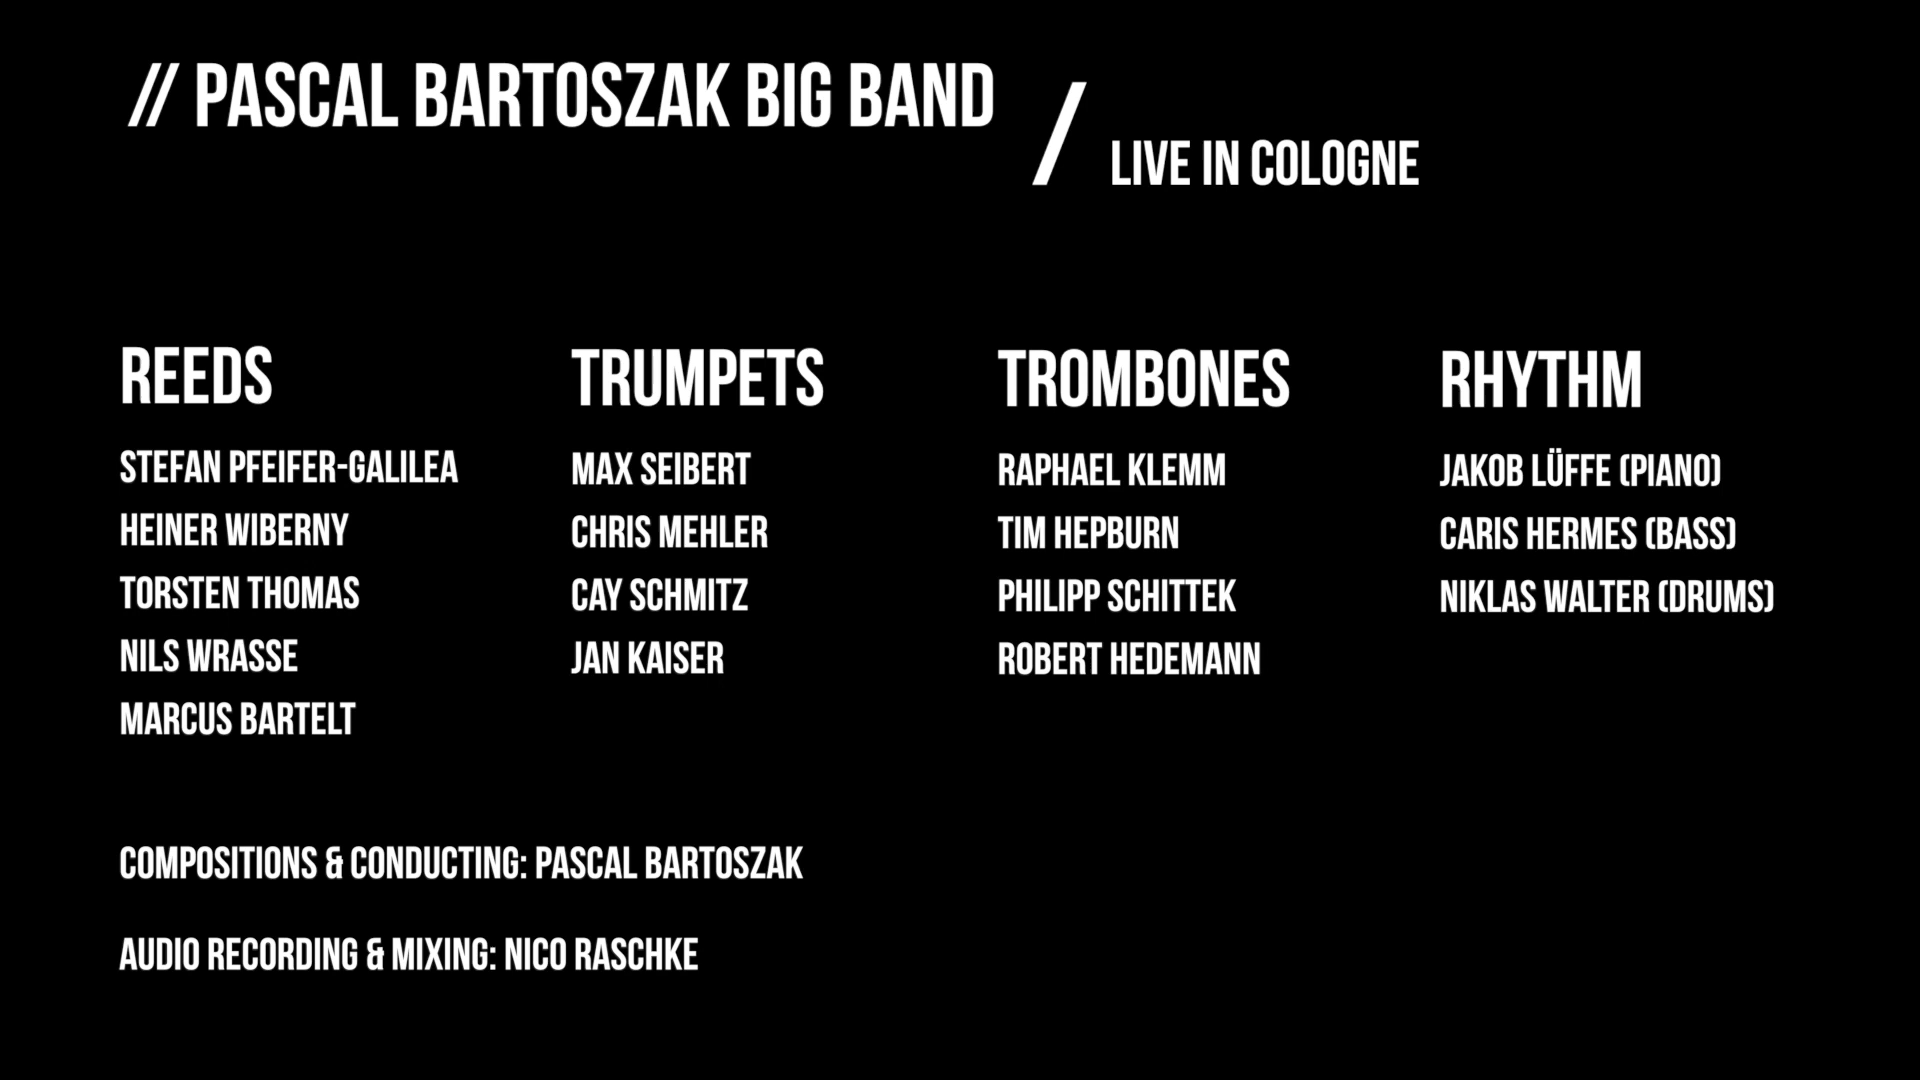 // PASCAL BARTOSZAK BIG BAND / LIVE IN COLOGNE
REEDS
STEFAN PFEIFER-GALILEA
HEINER WIBERNY
TORSTEN THOMAS
NILS WRASSE
MARCUS BARTELT
TRUMPETS
MAX SEIBERT
CHRIS MEHLER
CAY SCHMITZ
JAN KAISER
TROMBONES
RAPHAEL KLEMM
TIM HEPBURN
PHILIPP SCHITTEK
ROBERT HEDEMANN
RHYTHM
JAKOB LÜFFE (PIANO)
CARIS HERMES (BASS)
NIKLAS WALTER (DRUMS)
COMPOSITIONS & CONDUCTING: PASCAL BARTOSZAK
AUDIO RECORDING & MIXING: NICO RASCHKE